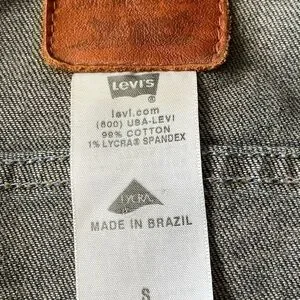 LEVI'S
®
levi.com
(800) USA-LEVI
99% COTTON
1% LYCRA® SPANDEX
LYCRA
MADE IN BRAZIL
S